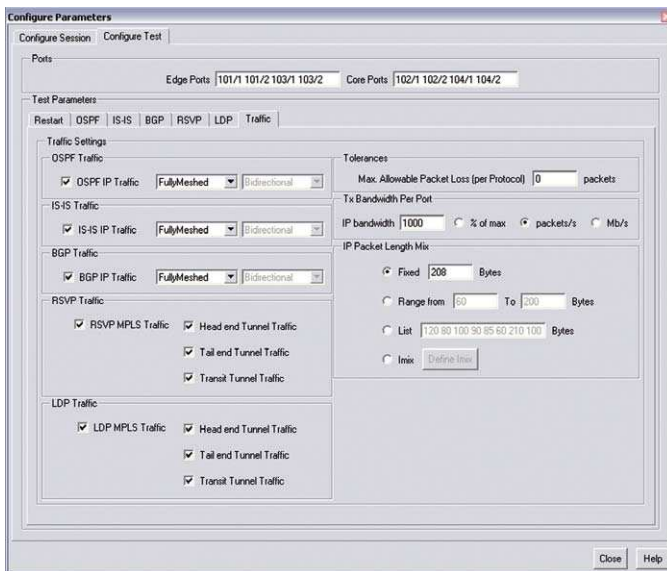 Configure Parameters
Configure Session Configure Test
Ports
Edge Ports 101/1 101/2 103/1 103/2 Core Ports 102/1 102/2 104/1 104/2
Test Parameters
Restart OSPF IS-IS BGP RSVP LDP Traffic
Traffic Settings
OSPF Traffic
OSPF IP Traffic FullyMeshed Bidirectional
IS-IS Traffic
IS-IS IP Traffic FullyMeshed Bidirectional
BGP Traffic
BGP IP Traffic FullyMeshed Bidirectional
RSVP Traffic
RSVP MPLS Traffic Head end Tunnel Traffic
Tail end Tunnel Traffic
Transit Tunnel Traffic
LDP Traffic
LDP MPLS Traffic Head end Tunnel Traffic
Tail end Tunnel Traffic
Transit Tunnel Traffic
Tolerances
Max. Allowable Packet Loss (per Protocol) 0 packets
Tx Bandwidth Per Port
IP bandwidth 1000 % of max packets/s Mb/s
IP Packet Length Mix
Fixed 208 Bytes
Range from 60 To 200 Bytes
List 120 80 100 90 85 60 210 100 Bytes
Imix Define Imix
Close Help